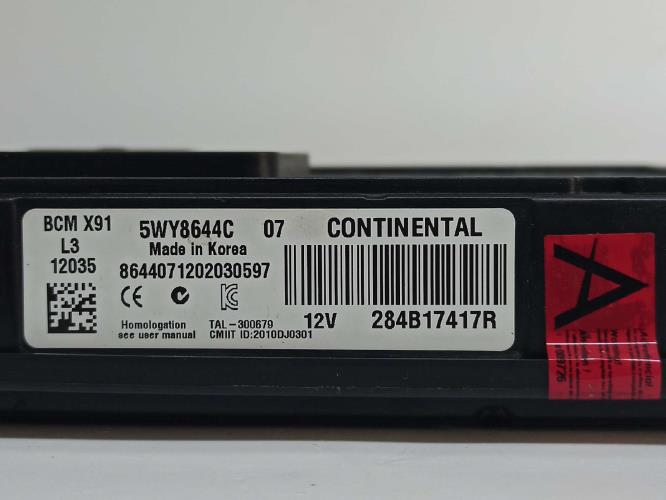 BCM X91
L3
12035
5WY8644C 07 CONTINENTAL
Made in Korea
8644071202030597
CE
Homologation
see user manual
TAL-300679
CMIIT ID:2010DJ0301
12V 284B17417R
A